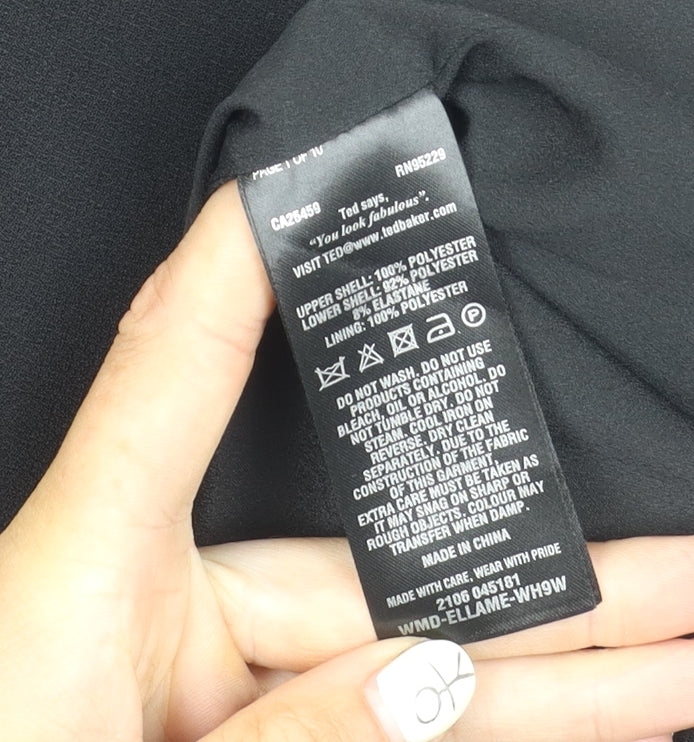 PAGE 1 OF 10
CA25459 RN95229
Ted says,
"You look fabulous".
VISIT TED@www.tedbaker.com
UPPER SHELL: 100% POLYESTER
LOWER SHELL: 92% POLYESTER
8% ELASTANE
LINING: 100% POLYESTER
P
DO NOT WASH. DO NOT USE
PRODUCTS CONTAINING
BLEACH, OIL OR ALCOHOL. DO
NOT TUMBLE DRY. DO NOT
STEAM. COOL IRON ON
REVERSE. DRY CLEAN
SEPARATELY. DUE TO THE
CONSTRUCTION OF THE FABRIC
OF THIS GARMENT,
EXTRA CARE MUST BE TAKEN AS
IT MAY SNAG ON SHARP OR
ROUGH OBJECTS. COLOUR MAY
TRANSFER WHEN DAMP.
MADE IN CHINA
MADE WITH CARE, WEAR WITH PRIDE
2106 045181
WMD-ELLAME-WH9W